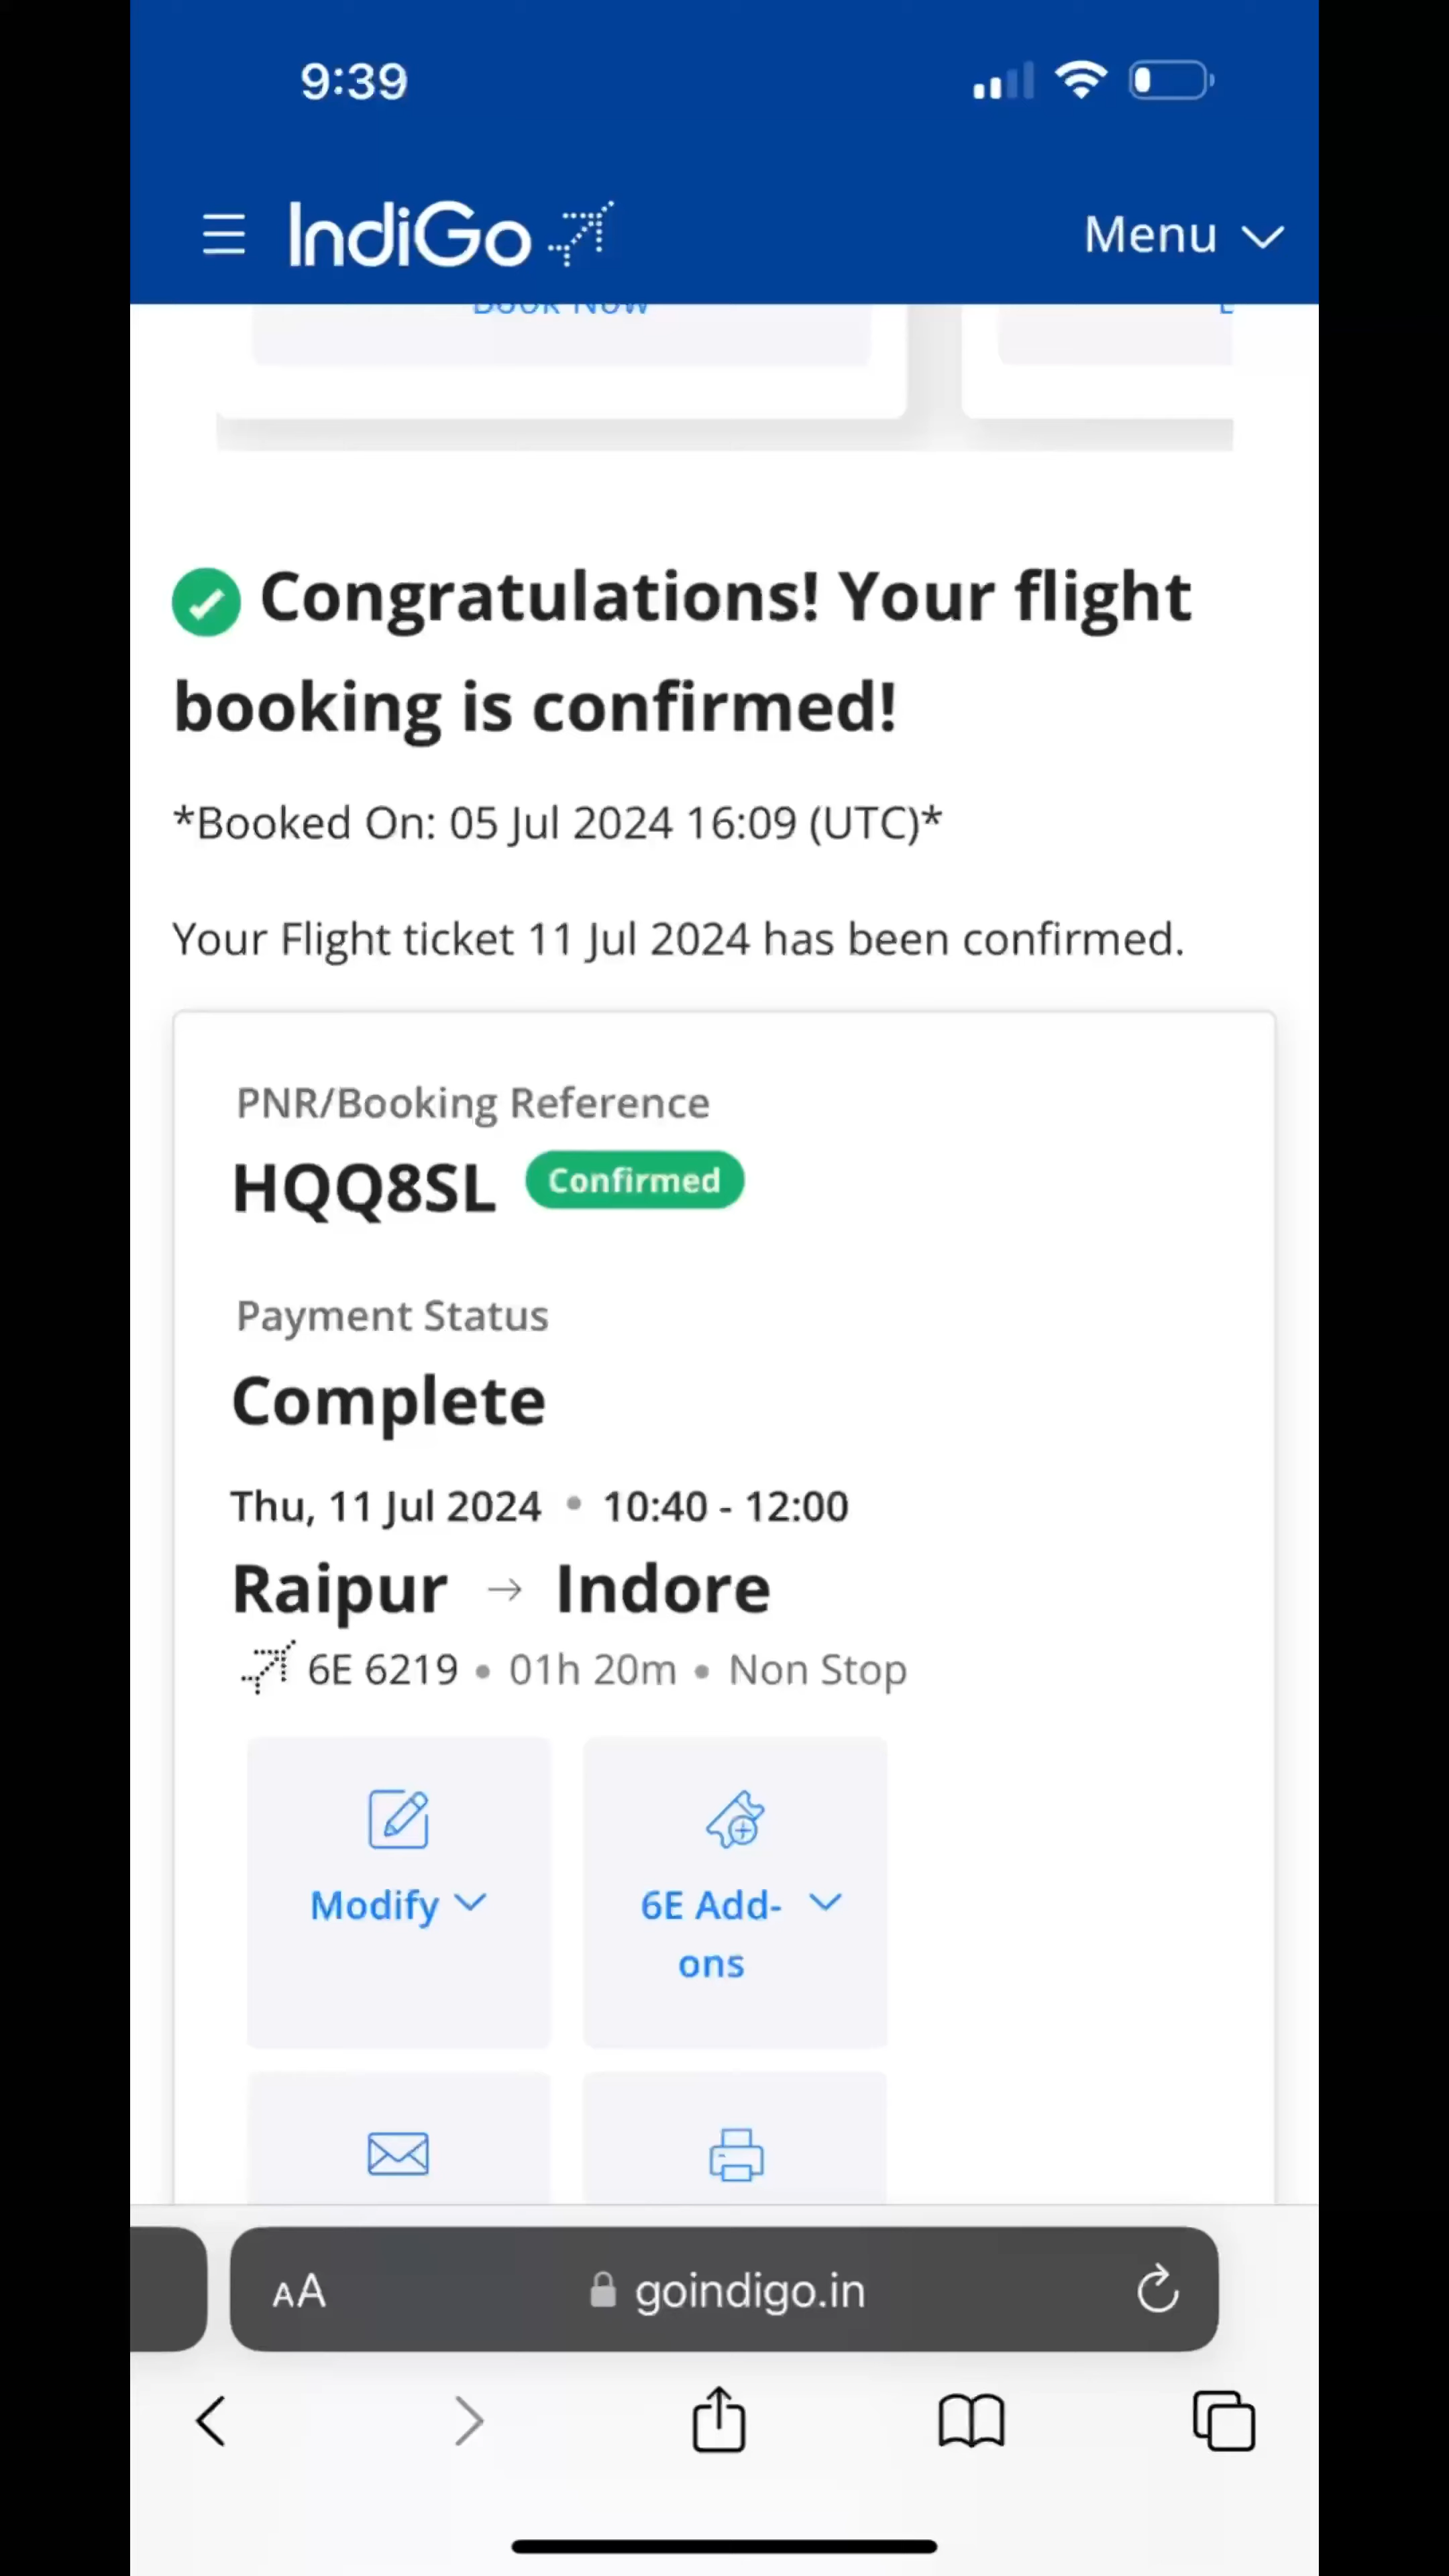 9:39
IndiGo
Menu
Book Now
Congratulations! Your flight
booking is confirmed!
*Booked On: 05 Jul 2024 16:09 (UTC)*
Your Flight ticket 11 Jul 2024 has been confirmed.
PNR/Booking Reference
HQQ8SL Confirmed
Payment Status
Complete
Thu, 11 Jul 2024 • 10:40 - 12:00
Raipur → Indore
6E 6219 • 01h 20m • Non Stop
Modify
6E Add-
ons
AA
goindigo.in